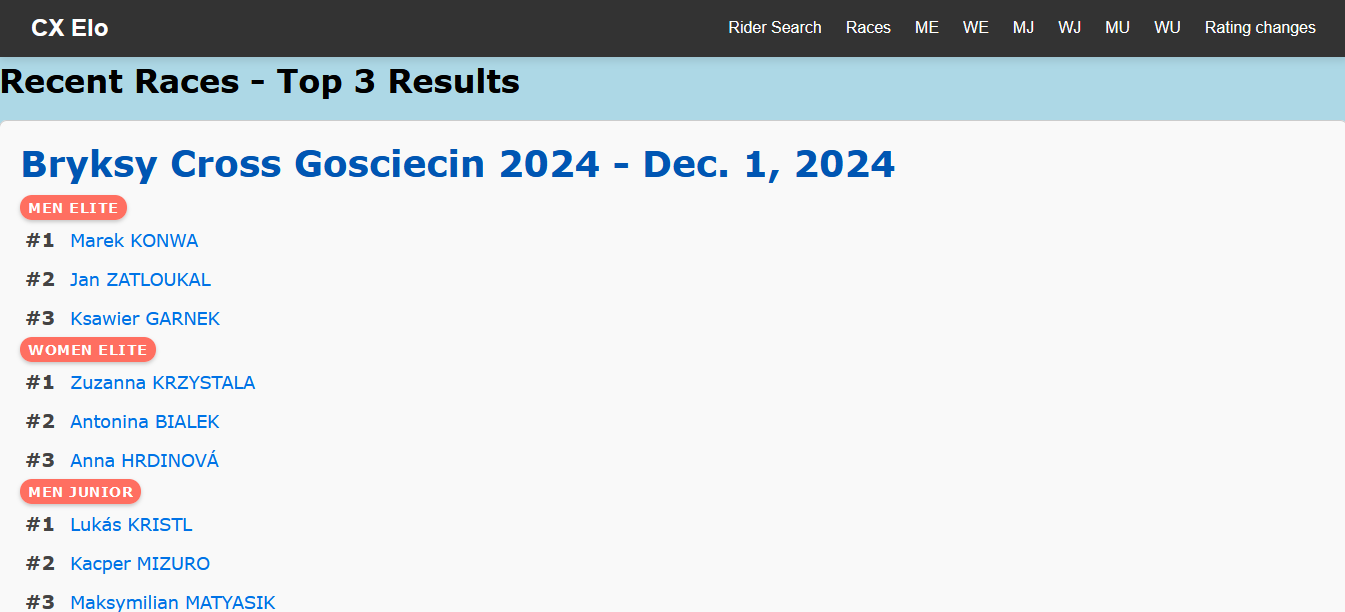 CX Elo
Rider Search Races ME WE MJ WJ MU WU Rating changes
Recent Races - Top 3 Results
Bryksy Cross Gosciecin 2024 - Dec. 1, 2024
MEN ELITE
#1 Marek KONWA
#2 Jan ZATLOUKAL
#3 Ksawier GARNEK
WOMEN ELITE
#1 Zuzanna KRZYSTALA
#2 Antonina BIALEK
#3 Anna HRDINOVÁ
MEN JUNIOR
#1 Lukás KRISTL
#2 Kacper MIZURO
#3 Maksymilian MATYASIK